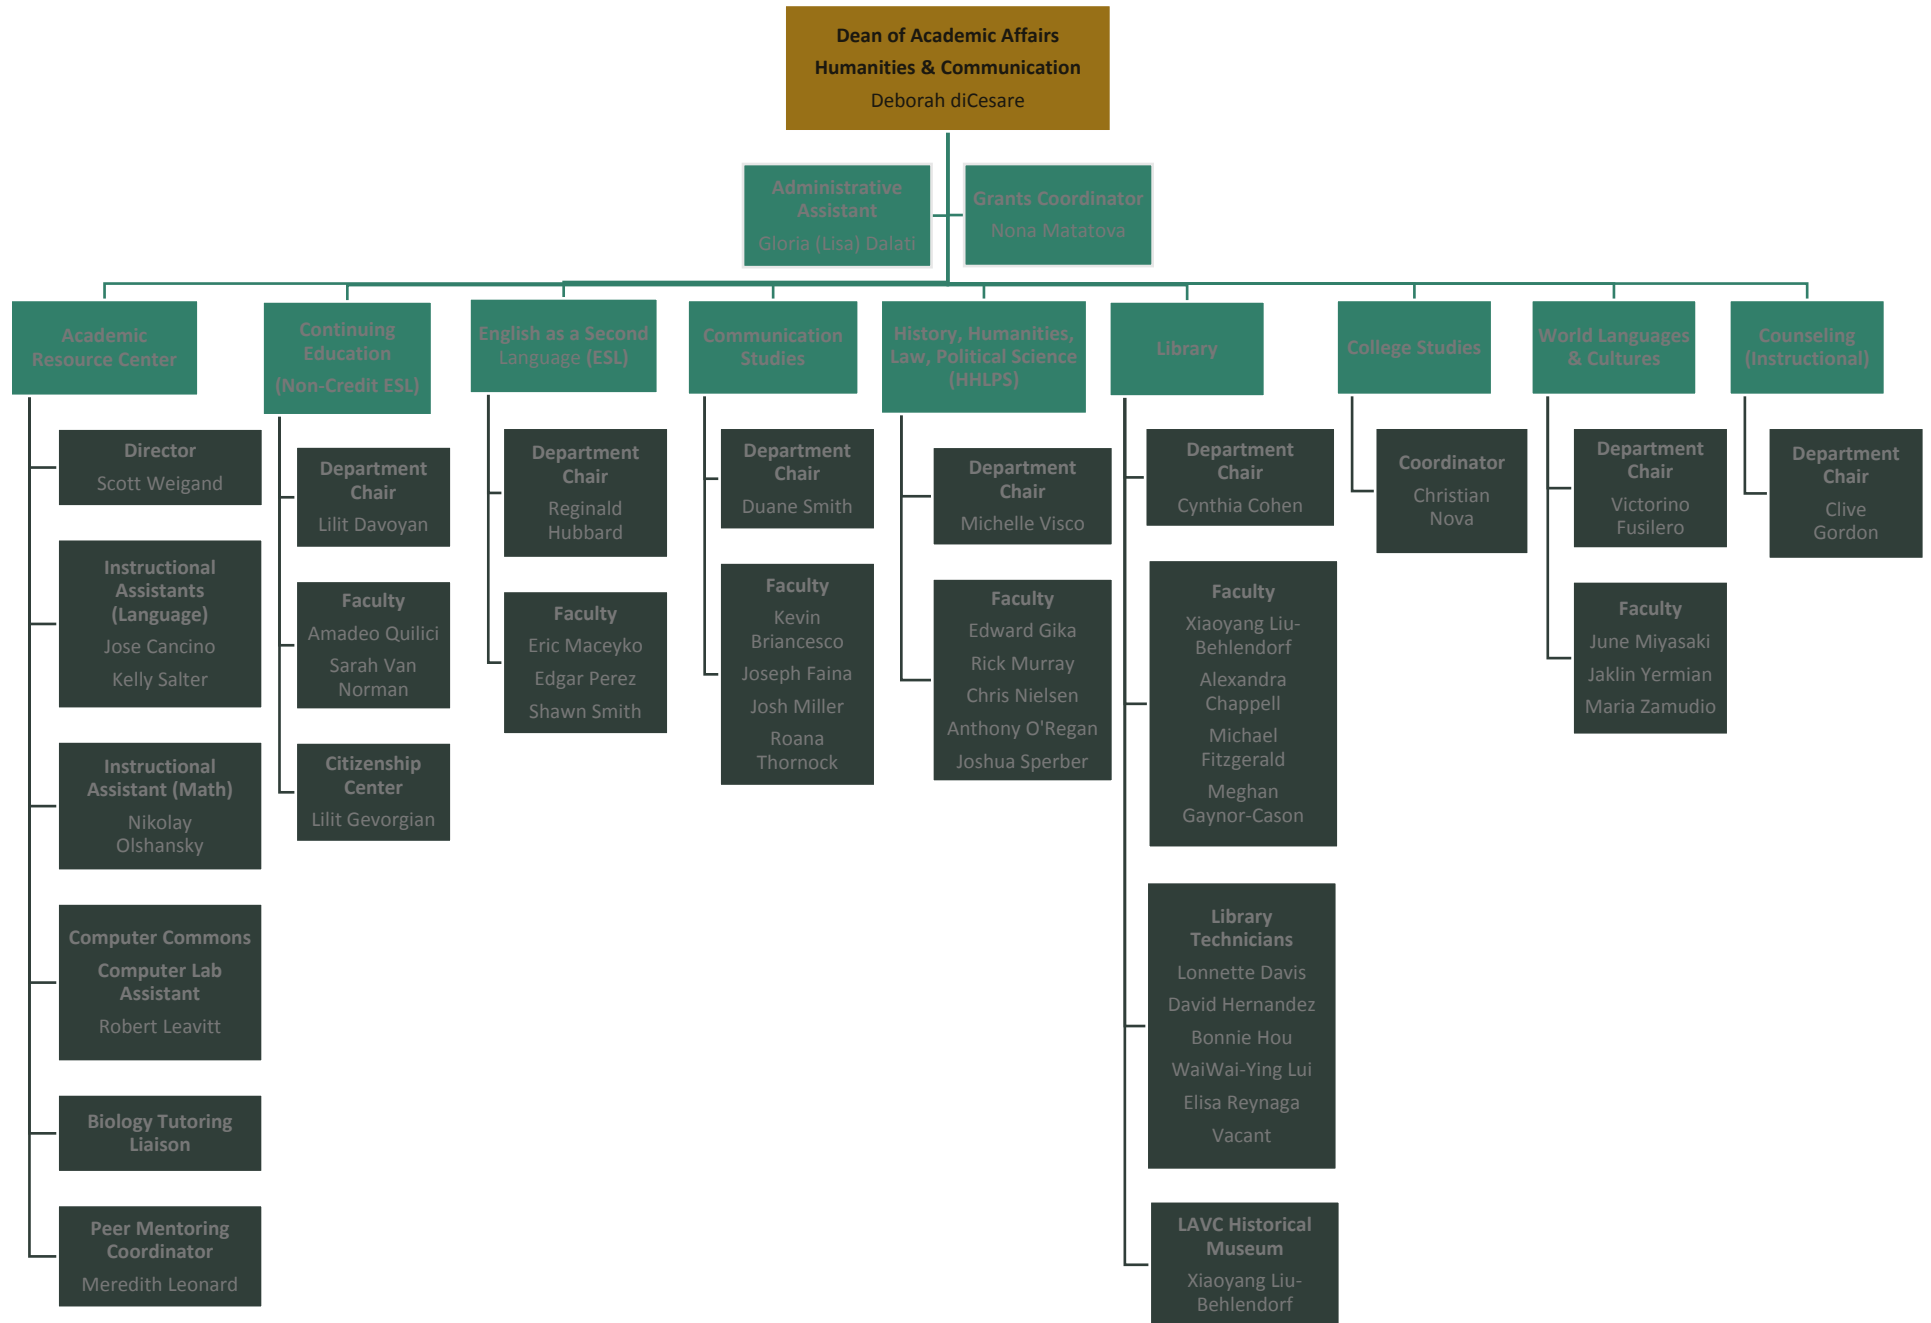 Dean of Academic Affairs
Humanities & Communication
Deborah diCesare
Administrative
Assistant
Gloria (Lisa) Dalati
Grants Coordinator
Nona Matatova
Academic
Resource Center
Director
Scott Weigand
Instructional
Assistants
(Language)
Jose Cancino
Kelly Salter
Instructional
Assistant (Math)
Nikolay
Olshansky
Computer Commons
Computer Lab
Assistant
Robert Leavitt
Biology Tutoring
Liaison
Peer Mentoring
Coordinator
Meredith Leonard
Continuing
Education
(Non-Credit ESL)
Department
Chair
Lilit Davoyan
Faculty
Amadeo Quilici
Sarah Van
Norman
Citizenship
Center
Lilit Gevorgian
English as a Second
Language (ESL)
Department
Chair
Reginald
Hubbard
Faculty
Eric Maceyko
Edgar Perez
Shawn Smith
Communication
Studies
Department
Chair
Duane Smith
Faculty
Kevin
Briancesco
Joseph Faina
Josh Miller
Roana
Thornock
History, Humanities,
Law, Political Science
(HHLPS)
Department
Chair
Michelle Visco
Faculty
Edward Gika
Rick Murray
Chris Nielsen
Anthony O'Regan
Joshua Sperber
Library
Department
Chair
Cynthia Cohen
Faculty
Xiaoyang Liu-
Behlendorf
Alexandra
Chappell
Michael
Fitzgerald
Meghan
Gaynor-Cason
Library
Technicians
Lonnette Davis
David Hernandez
Bonnie Hou
WaiWai-Ying Lui
Elisa Reynaga
Vacant
LAVC Historical
Museum
Xiaoyang Liu-
Behlendorf
College Studies
Coordinator
Christian
Nova
World Languages
& Cultures
Department
Chair
Victorino
Fusilero
Faculty
June Miyasaki
Jaklin Yermian
Maria Zamudio
Counseling
(Instructional)
Department
Chair
Clive
Gordon